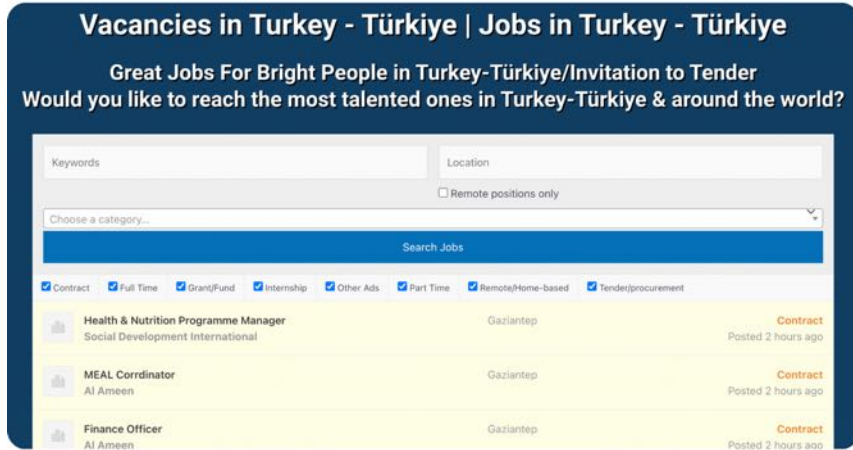 Vacancies in Turkey - Türkiye | Jobs in Turkey - Türkiye
Great Jobs For Bright People in Turkey-Türkiye/Invitation to Tender
Would you like to reach the most talented ones in Turkey-Türkiye & around the world?
Keywords
Location
Remote positions only
Choose a category...
Search Jobs
Contract Full Time Grant/Fund Internship Other Ads Part Time Remote/Home-based Tender/procurement
Health & Nutrition Programme Manager Gaziantep Contract
Social Development International Posted 2 hours ago
MEAL Corrdinator Gaziantep Contract
Al Ameen Posted 2 hours ago
Finance Officer Gaziantep Contract
Al Ameen Posted 2 hours ago